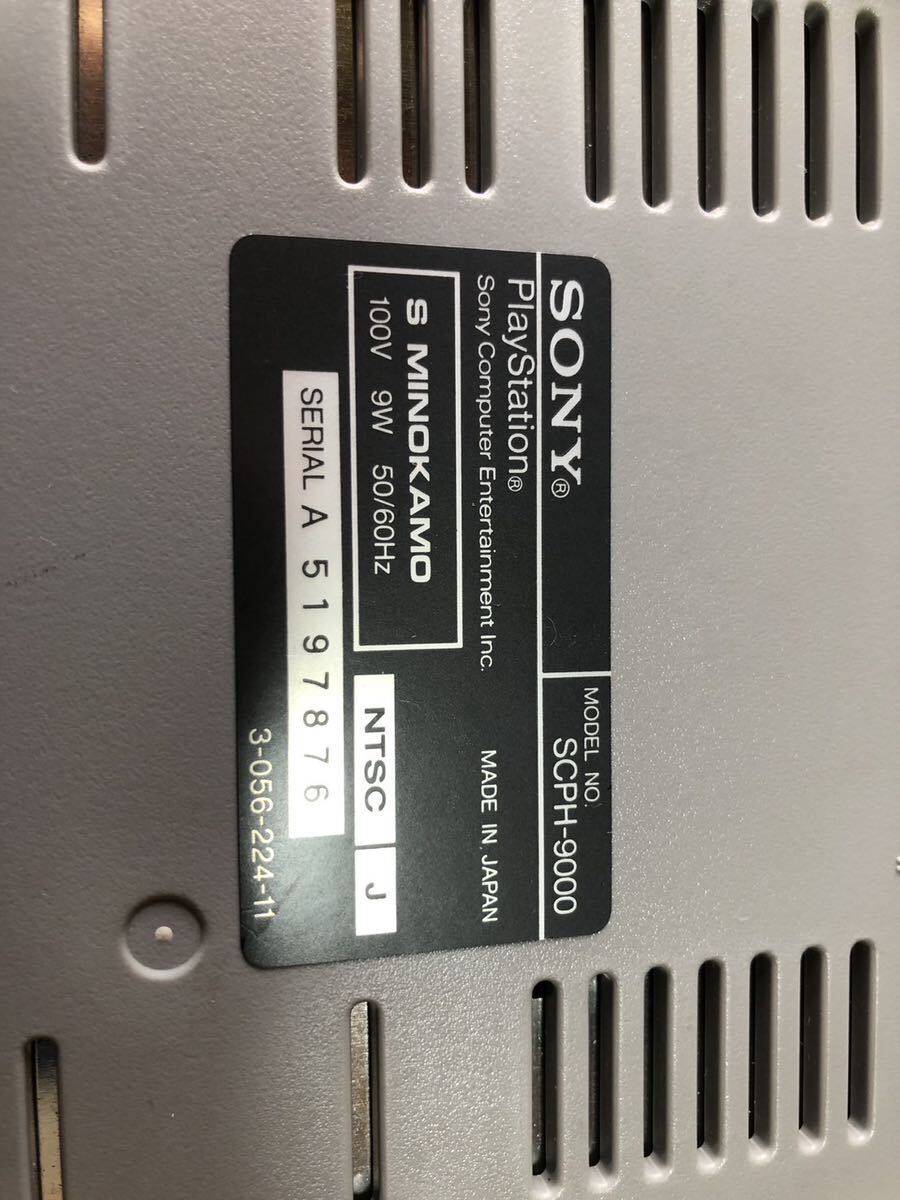 SONY®
MODEL NO.
SCPH-9000
PlayStation®
Sony Computer Entertainment Inc.
MADE IN JAPAN
S MINOKAMO
100V 9W 50/60Hz
NTSC J
SERIAL A 5197876
3-056-224-11